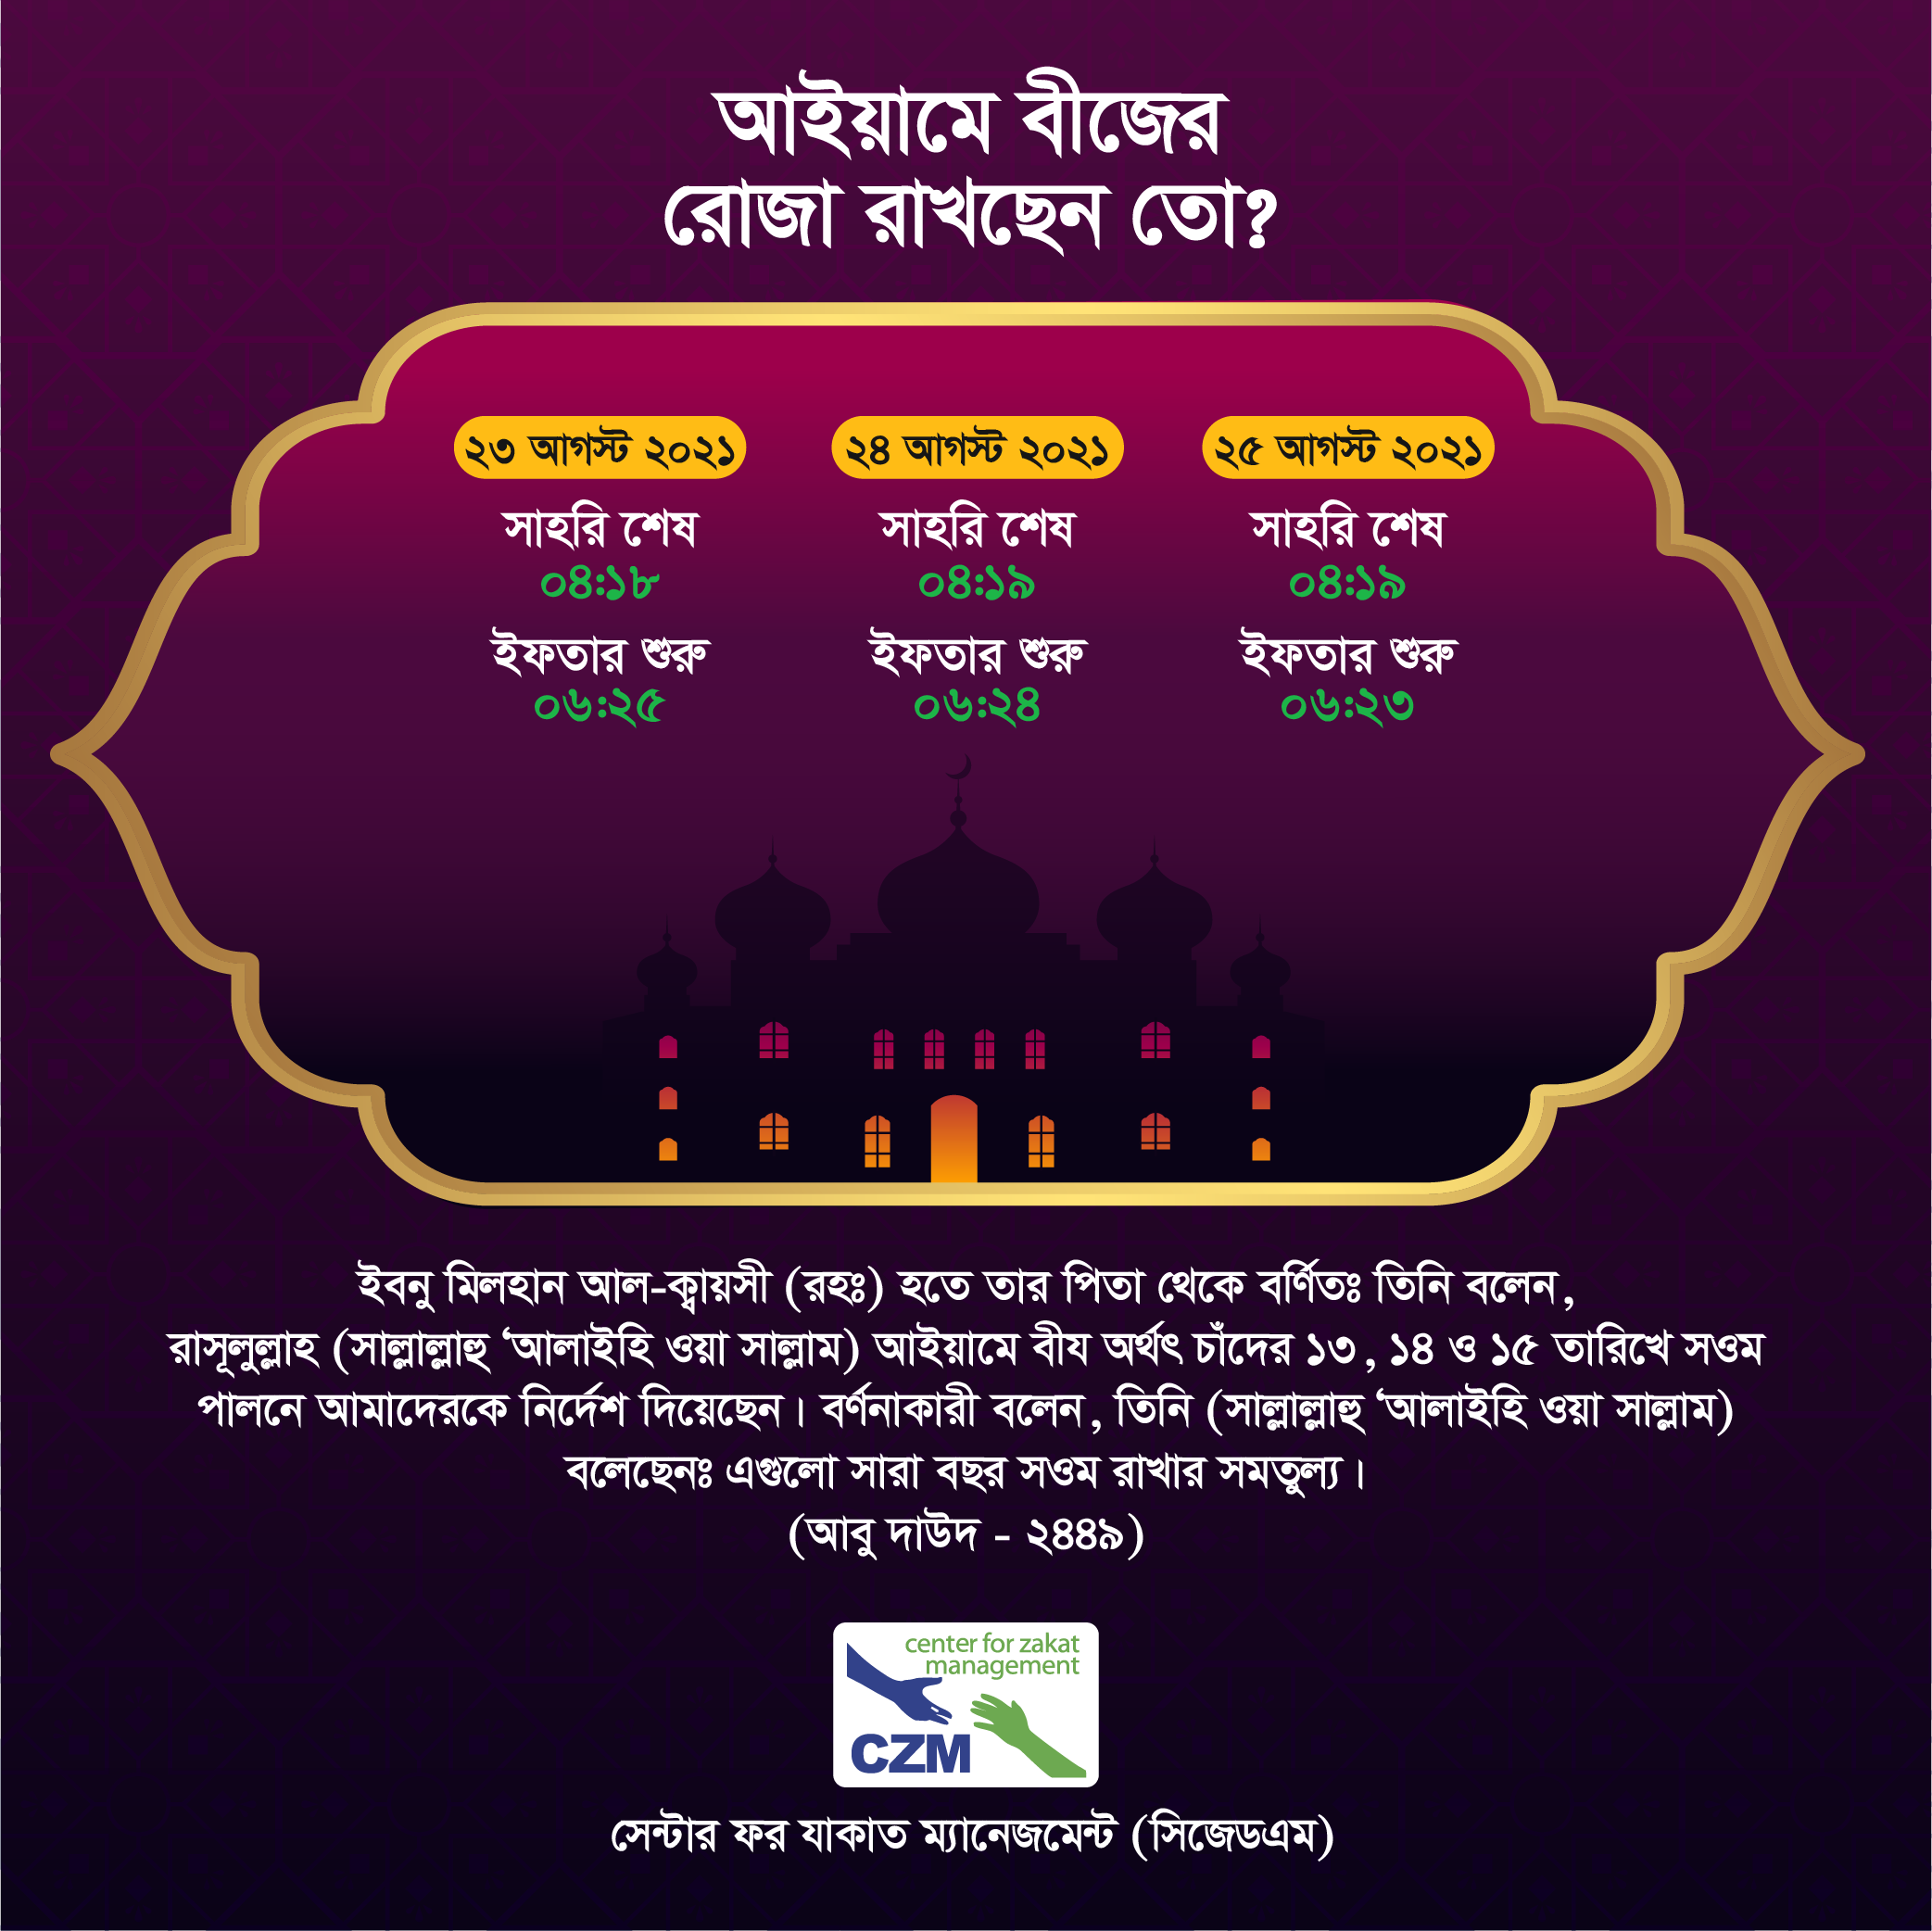 আইয়ামে বীজের
রোজা রাখছেন তো?
২৩ আগস্ট ২০২১
সাহরি শেষ
০৪:১৮
ইফতার শুরু
০৬:২৫
২৪ আগস্ট ২০২১
সাহরি শেষ
০৪:১৯
ইফতার শুরু
০৬:২৪
২৫ আগস্ট ২০২১
সাহরি শেষ
০৪:১৯
ইফতার শুরু
০৬:২৩
ইবনু মিলহান আল-ক্বায়সী (রহঃ) হতে তার পিতা থেকে বর্ণিতঃ তিনি বলেন,
রাসূলুল্লাহ (সাল্লাল্লাহু ‘আলাইহি ওয়া সাল্লাম) আইয়ামে বীয অর্থৎ চাঁদের ১৩, ১৪ ও ১৫ তারিখে সওম
পালনে আমাদেরকে নির্দেশ দিয়েছেন। বর্ণনাকারী বলেন, তিনি (সাল্লাল্লাহু ‘আলাইহি ওয়া সাল্লাম)
বলেছেনঃ এগুলো সারা বছর সওম রাখার সমতুল্য।
(আবু দাউদ - ২৪৪৯)
center for zakat
management
CZM
সেন্টার ফর যাকাত ম্যানেজমেন্ট (সিজেডএম)